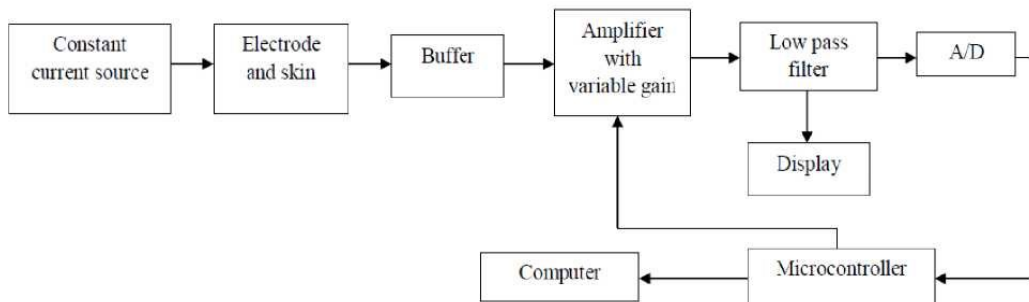 Constant
current source
Electrode
and skin
Buffer
Amplifier
with
variable gain
Low pass
filter
A/D
Display
Computer
Microcontroller